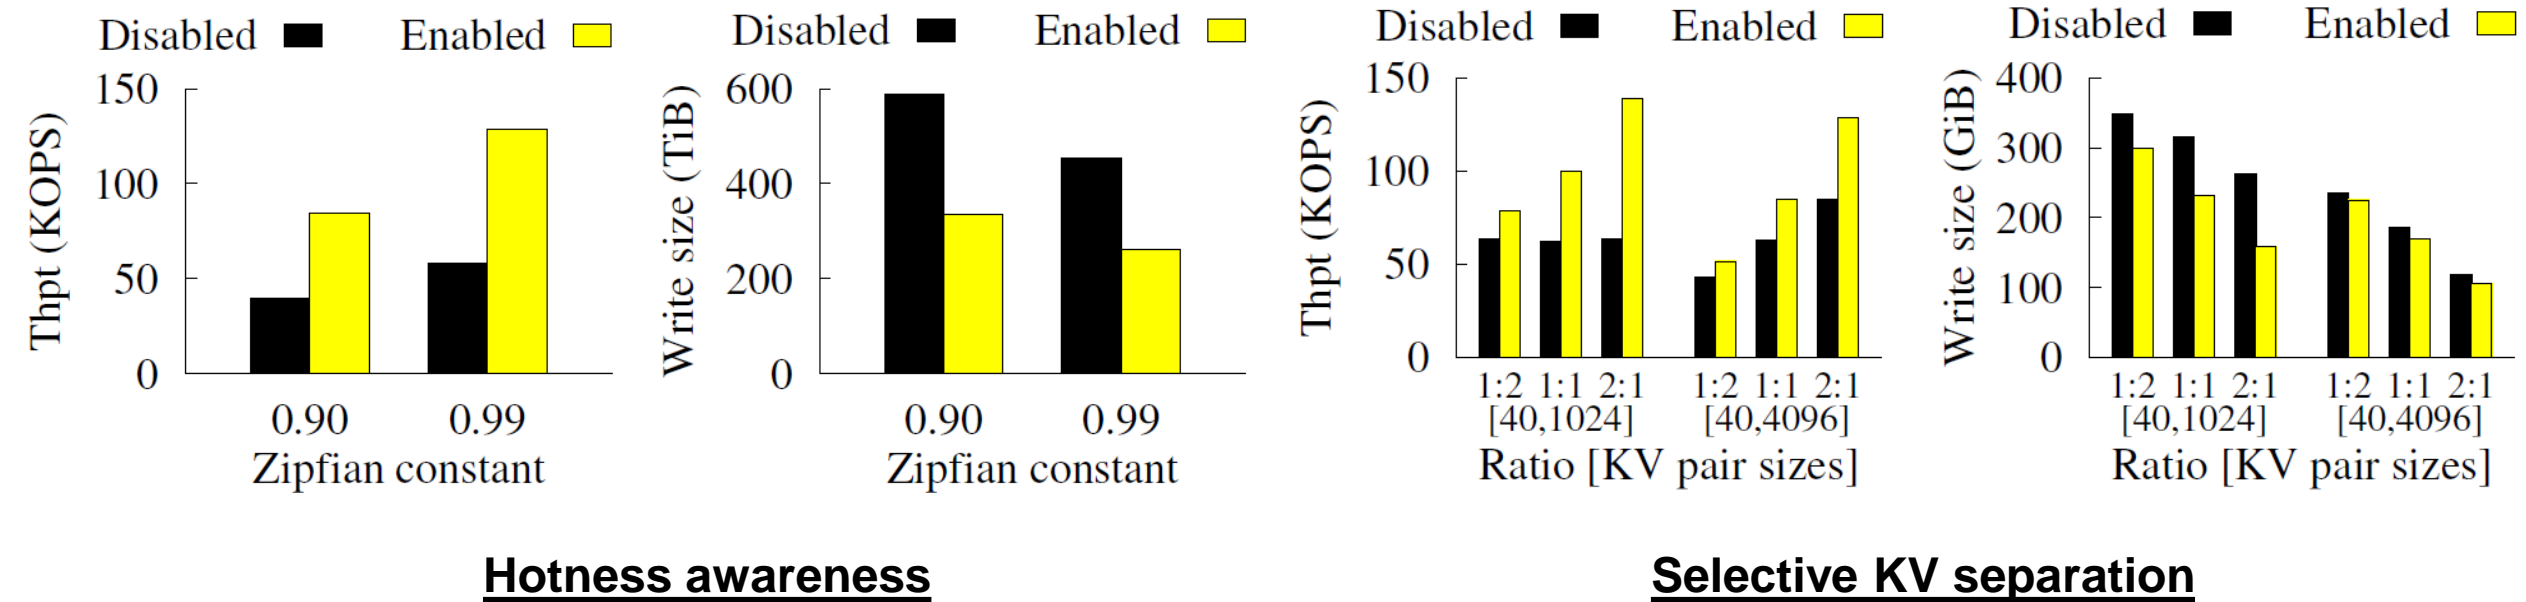 Disabled Enabled
Thpt (KOPS)
150
100
50
0
0.90 0.99
Zipfian constant
Disabled Enabled
Write size (TiB)
600
400
200
0
0.90 0.99
Zipfian constant
Hotness awareness
Disabled Enabled
Thpt (KOPS)
150
100
50
0
1:2 1:1 2:1 1:2 1:1 2:1
[40,1024] [40,4096]
Ratio [KV pair sizes]
Disabled Enabled
Write size (GiB)
400
300
200
100
0
1:2 1:1 2:1 1:2 1:1 2:1
[40,1024] [40,4096]
Ratio [KV pair sizes]
Selective KV separation